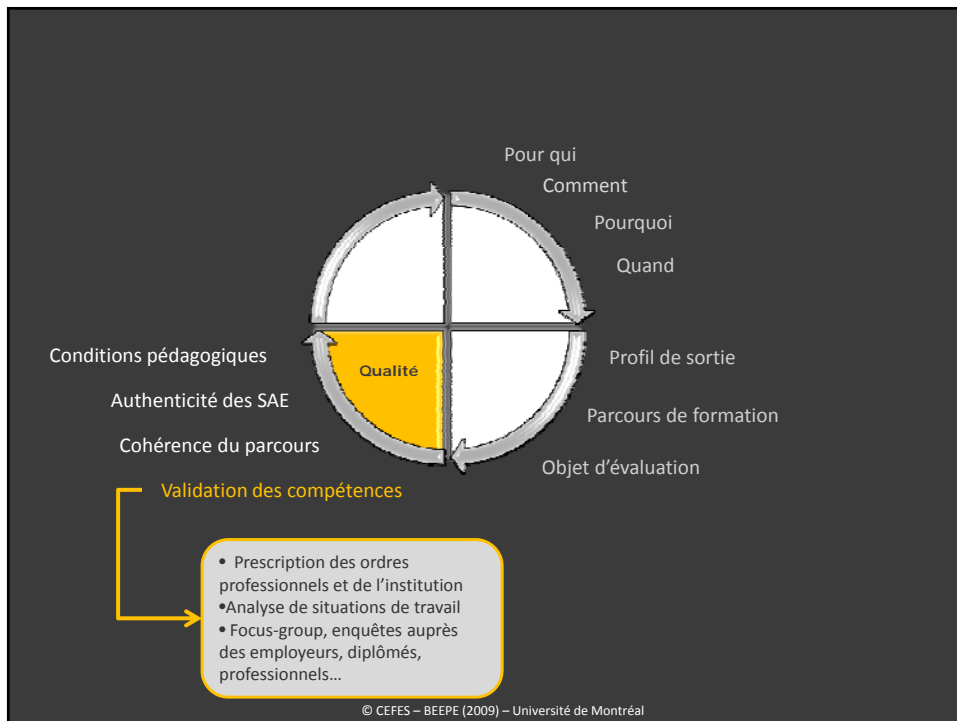 Pour qui
Comment
Pourquoi
Quand
Profil de sortie
Parcours de formation
Objet d’évaluation
Qualité
Conditions pédagogiques
Authenticité des SAE
Cohérence du parcours
Validation des compétences
• Prescription des ordres
professionnels et de l’institution
•Analyse de situations de travail
• Focus-group, enquêtes auprès
des employeurs, diplômés,
professionnels…
© CEFES – BEEPE (2009) – Université de Montréal